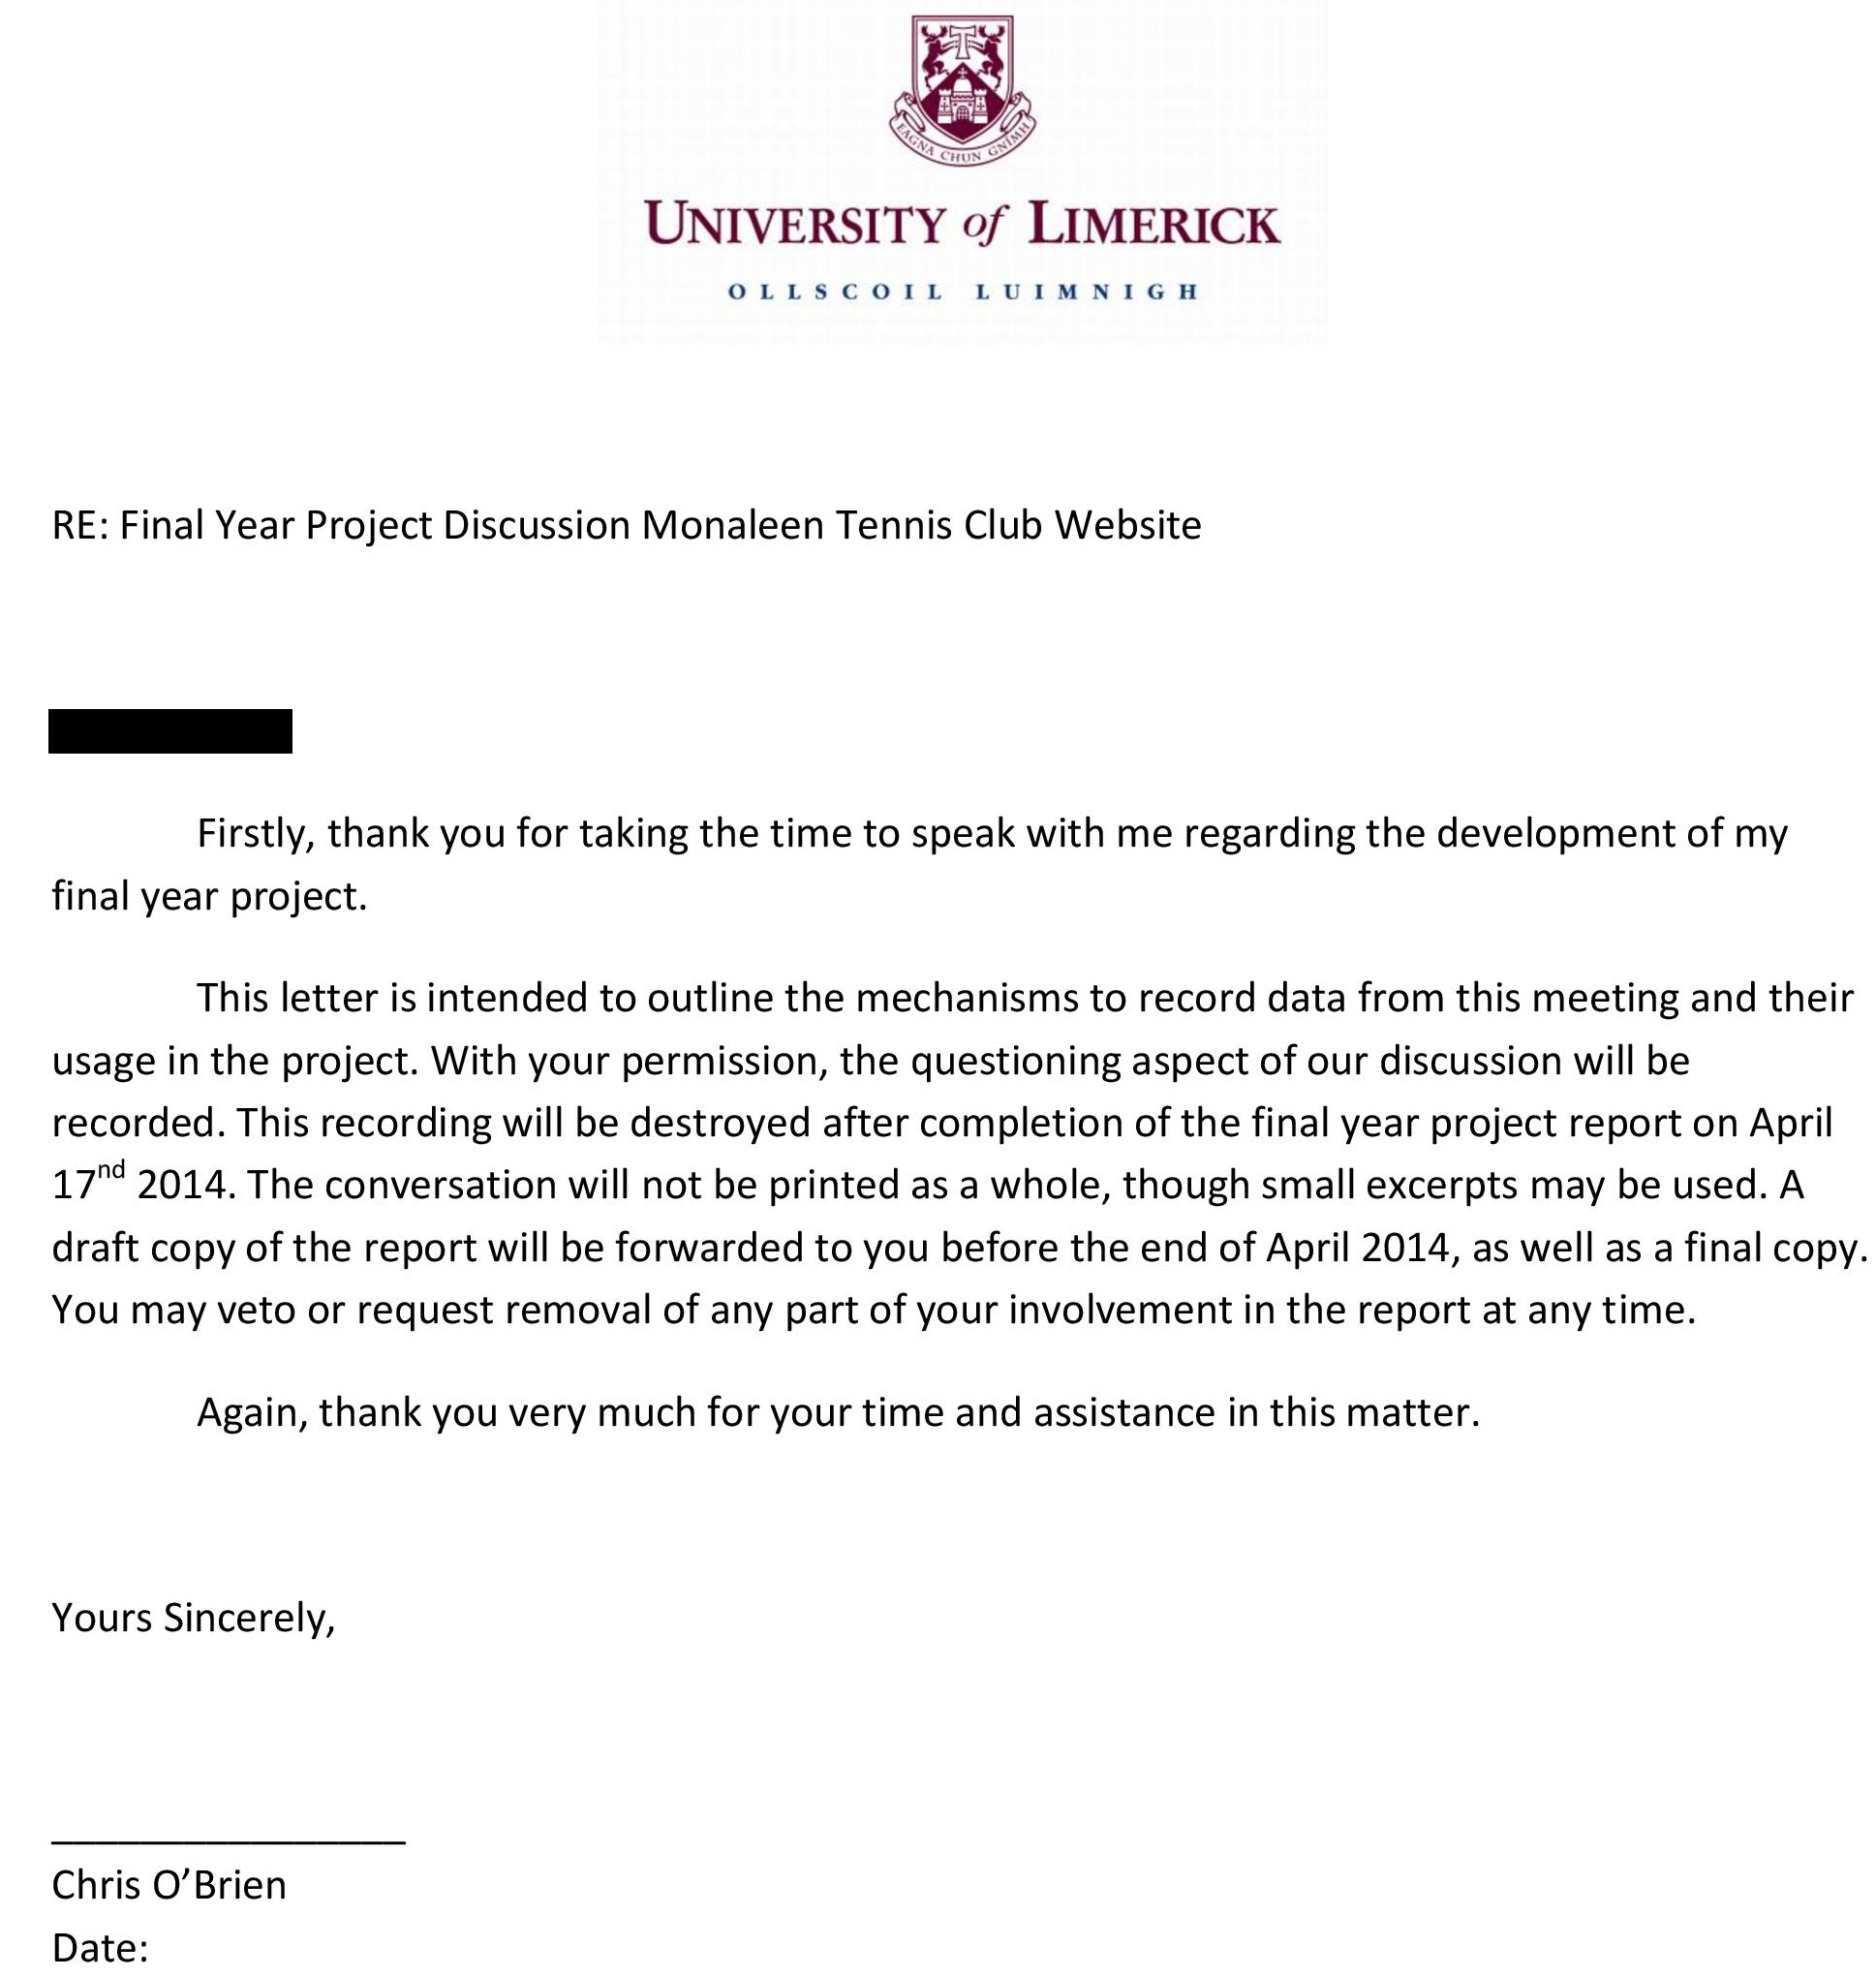 EAGNA CHUN GNÍMH
UNIVERSITY of LIMERICK
OLLSCOIL LUIMNIGH
RE: Final Year Project Discussion Monaleen Tennis Club Website
Firstly, thank you for taking the time to speak with me regarding the development of my
final year project.
This letter is intended to outline the mechanisms to record data from this meeting and their
usage in the project. With your permission, the questioning aspect of our discussion will be
recorded. This recording will be destroyed after completion of the final year project report on April
17nd 2014. The conversation will not be printed as a whole, though small excerpts may be used. A
draft copy of the report will be forwarded to you before the end of April 2014, as well as a final copy.
You may veto or request removal of any part of your involvement in the report at any time.
Again, thank you very much for your time and assistance in this matter.
Yours Sincerely,
Chris O’Brien
Date: